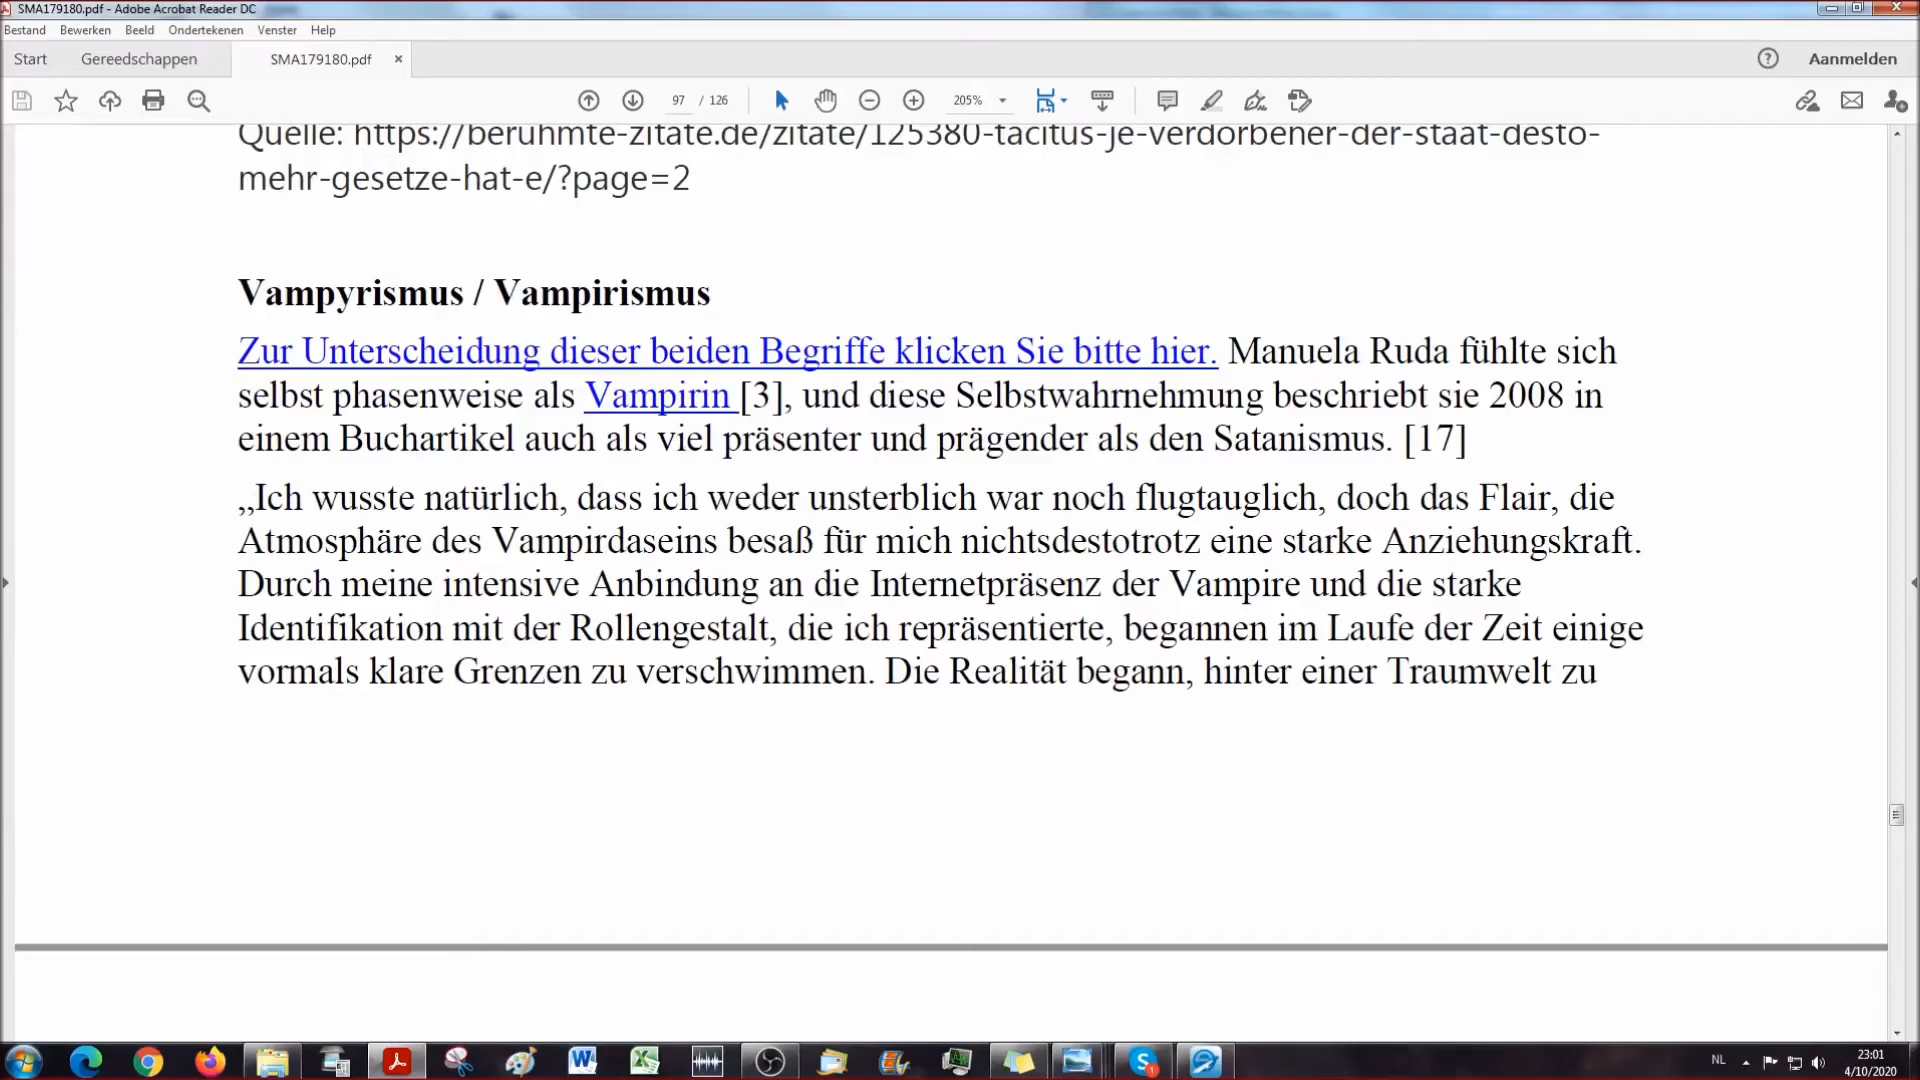 SMA179180.pdf - Adobe Acrobat Reader DC
Bestand Bewerken Beeld Ondertekenen Venster Help
Start Gereedschappen SMA179180.pdf × Aanmelden
97 / 126 205%
Quelle: https://beruhmte-zitate.de/zitate/125380-tacitus-je-verdorbener-der-staat-desto-
mehr-gesetze-hat-e/?page=2
Vampyrismus / Vampirismus
Zur Unterscheidung dieser beiden Begriffe klicken Sie bitte hier. Manuela Ruda fühlte sich
selbst phasenweise als Vampirin [3], und diese Selbstwahrnehmung beschriebt sie 2008 in
einem Buchartikel auch als viel präsenter und prägender als den Satanismus. [17]
„Ich wusste natürlich, dass ich weder unsterblich war noch flugtauglich, doch das Flair, die
Atmosphäre des Vampirdaseins besaß für mich nichtsdestotrotz eine starke Anziehungskraft.
Durch meine intensive Anbindung an die Internetpräsenz der Vampire und die starke
Identifikation mit der Rollengestalt, die ich repräsentierte, begannen im Laufe der Zeit einige
vormals klare Grenzen zu verschwimmen. Die Realität begann, hinter einer Traumwelt zu
NL 23:01
4/10/2020